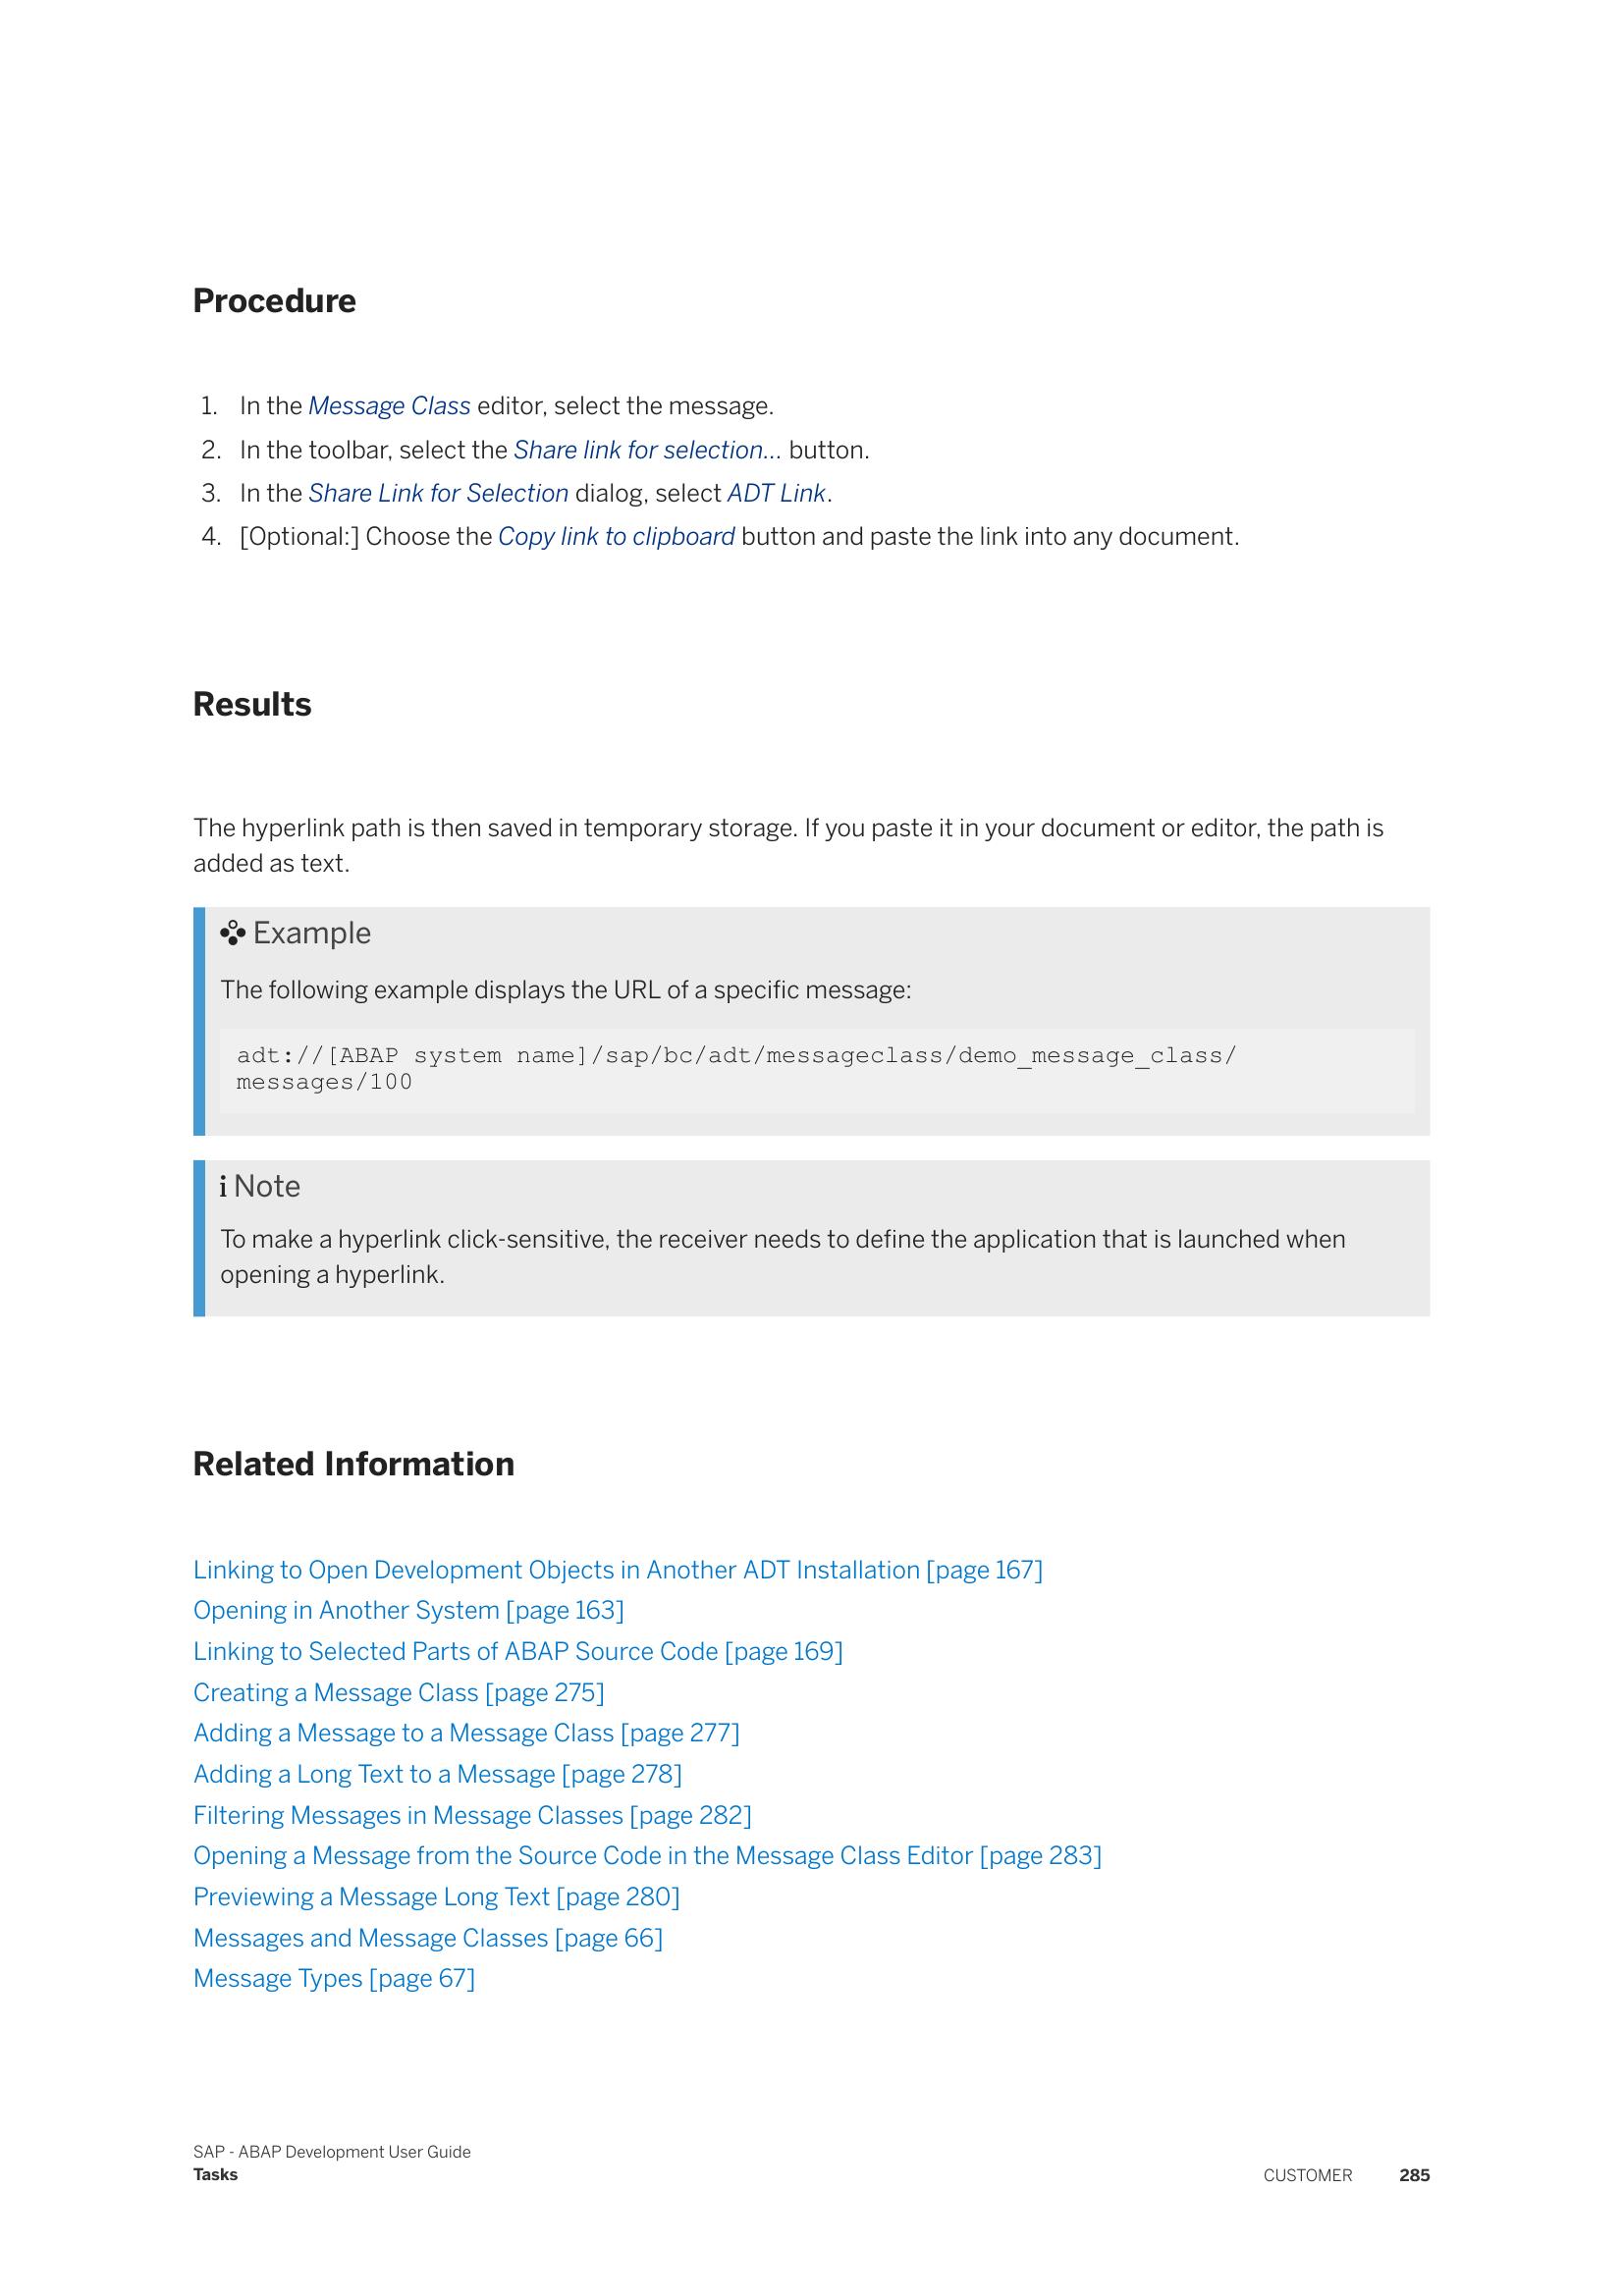 Procedure
1. In the Message Class editor, select the message.
2. In the toolbar, select the Share link for selection... button.
3. In the Share Link for Selection dialog, select ADT Link.
4. [Optional:] Choose the Copy link to clipboard button and paste the link into any document.
Results
The hyperlink path is then saved in temporary storage. If you paste it in your document or editor, the path is
added as text.
Example
The following example displays the URL of a specific message:
adt://[ABAP system name]/sap/bc/adt/messageclass/demo_message_class/
messages/100
i Note
To make a hyperlink click-sensitive, the receiver needs to define the application that is launched when
opening a hyperlink.
Related Information
Linking to Open Development Objects in Another ADT Installation [page 167]
Opening in Another System [page 163]
Linking to Selected Parts of ABAP Source Code [page 169]
Creating a Message Class [page 275]
Adding a Message to a Message Class [page 277]
Adding a Long Text to a Message [page 278]
Filtering Messages in Message Classes [page 282]
Opening a Message from the Source Code in the Message Class Editor [page 283]
Previewing a Message Long Text [page 280]
Messages and Message Classes [page 66]
Message Types [page 67]
SAP - ABAP Development User Guide
Tasks
CUSTOMER 285